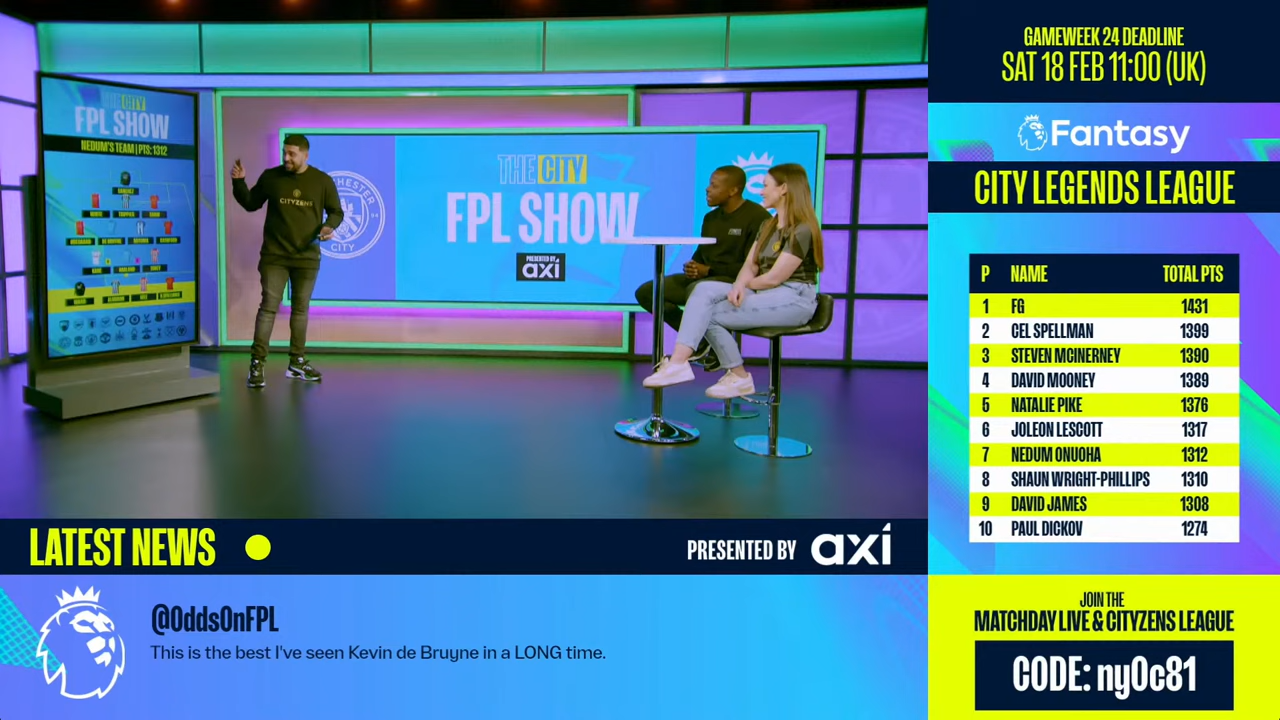 THE CITY
FPL SHOW
NEDUM'S TEAM | PTS: 1312
CITYZENS
CITY
THE CITY
FPL SHOW
PRESENTED BY
axi
GAMEWEEK 24 DEADLINE
SAT 18 FEB 11:00 (UK)
Fantasy
CITY LEGENDS LEAGUE
P NAME TOTAL PTS
1 FG 1431
2 CEL SPELLMAN 1399
3 STEVEN MCINERNEY 1390
4 DAVID MOONEY 1389
5 NATALIE PIKE 1376
6 JOLEON LESCOTT 1317
7 NEDUM ONUOHA 1312
8 SHAUN WRIGHT-PHILLIPS 1310
9 DAVID JAMES 1308
10 PAUL DICKOV 1274
LATEST NEWS
PRESENTED BY axi
@OddsOnFPL
This is the best I've seen Kevin de Bruyne in a LONG time.
JOIN THE
MATCHDAY LIVE & CITYZENS LEAGUE
CODE: ny0c81